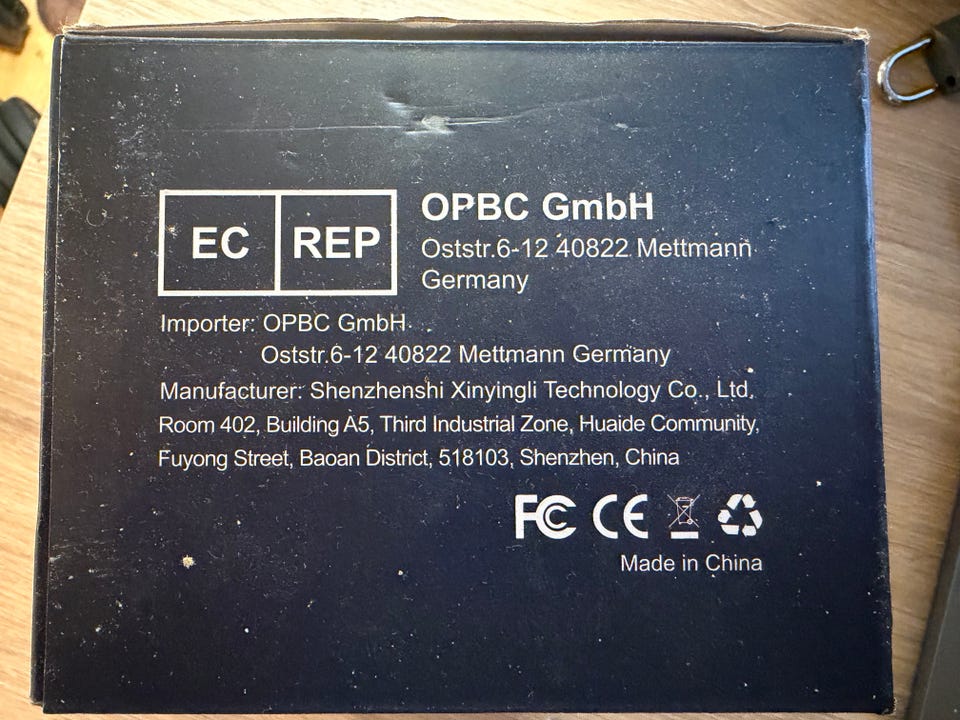 EC REP
OPBC GmbH
Oststr.6-12 40822 Mettmann
Germany
Importer: OPBC GmbH
Oststr.6-12 40822 Mettmann Germany
Manufacturer: Shenzhenshi Xinyingli Technology Co., Ltd.
Room 402, Building A5, Third Industrial Zone, Huaide Community,
Fuyong Street, Baoan District, 518103, Shenzhen, China
FC CE
Made in China